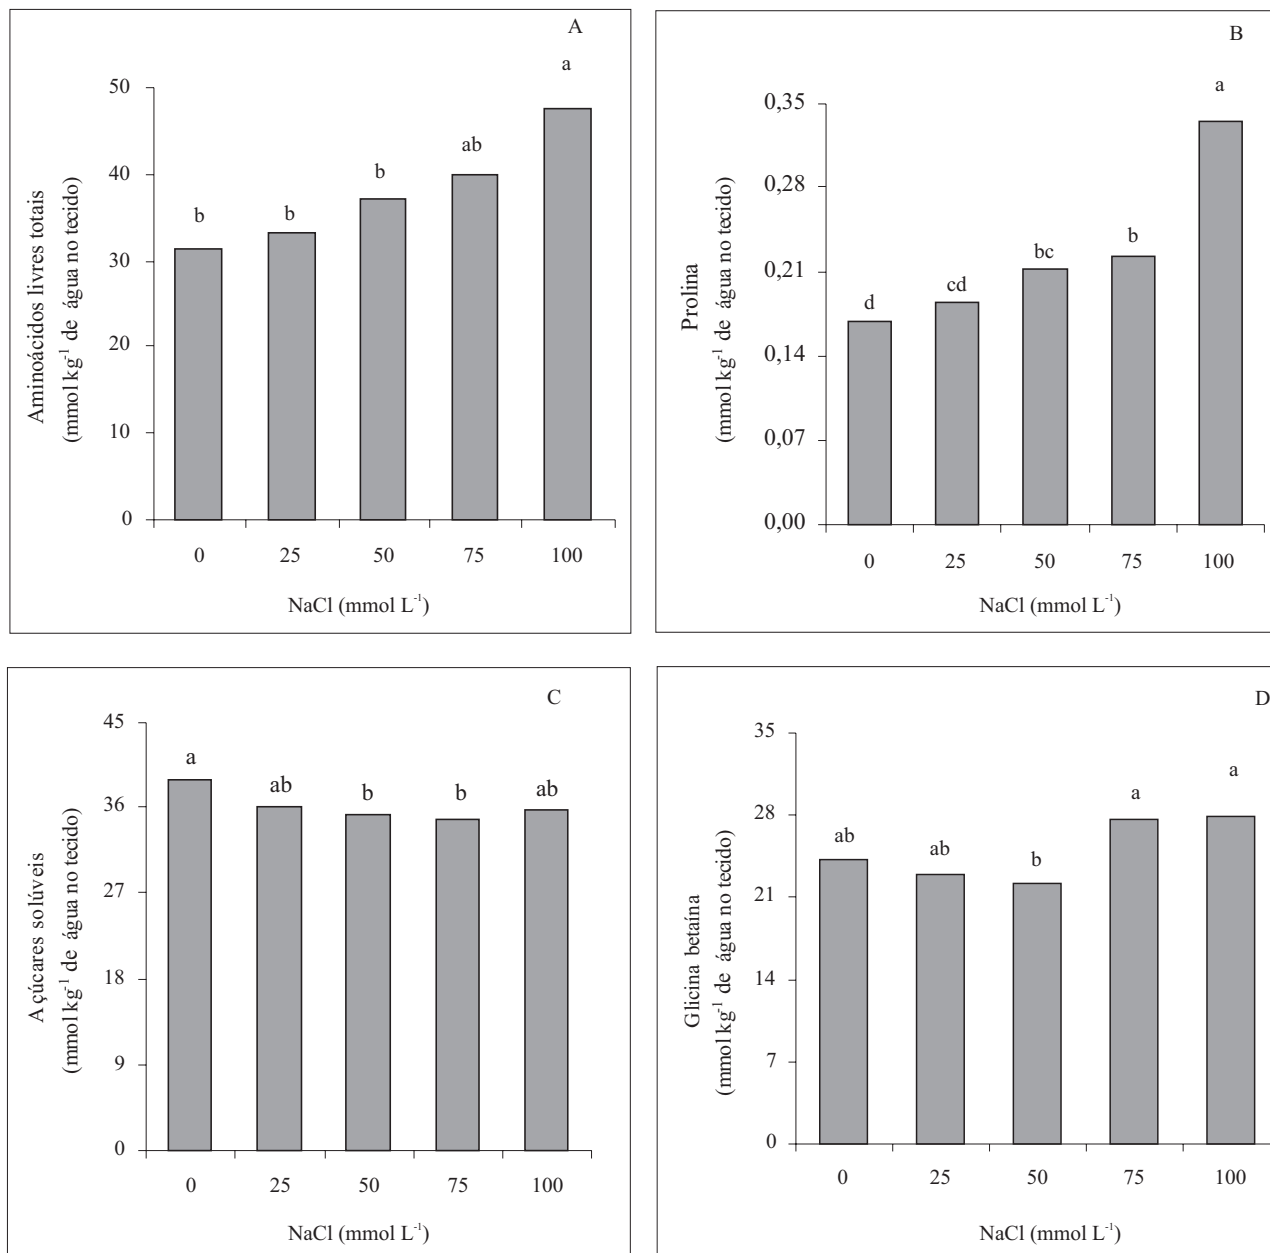 A
Aminoácidos livres totais
(mmol kg⁻¹ de água no tecido)
50
40
30
20
10
0
b
b
b
ab
a
0 25 50 75 100
NaCl (mmol L⁻¹)
B
Prolina
(mmol kg⁻¹ de água no tecido)
0,35
0,28
0,21
0,14
0,07
0,00
d
cd
bc
b
a
0 25 50 75 100
NaCl (mmol L⁻¹)
C
Açúcares solúveis
(mmol kg⁻¹ de água no tecido)
45
36
27
18
9
0
a
ab
b
b
ab
0 25 50 75 100
NaCl (mmol L⁻¹)
D
Glicina betaína
(mmol kg⁻¹ de água no tecido)
35
28
21
14
7
0
ab
ab
b
a
a
0 25 50 75 100
NaCl (mmol L⁻¹)